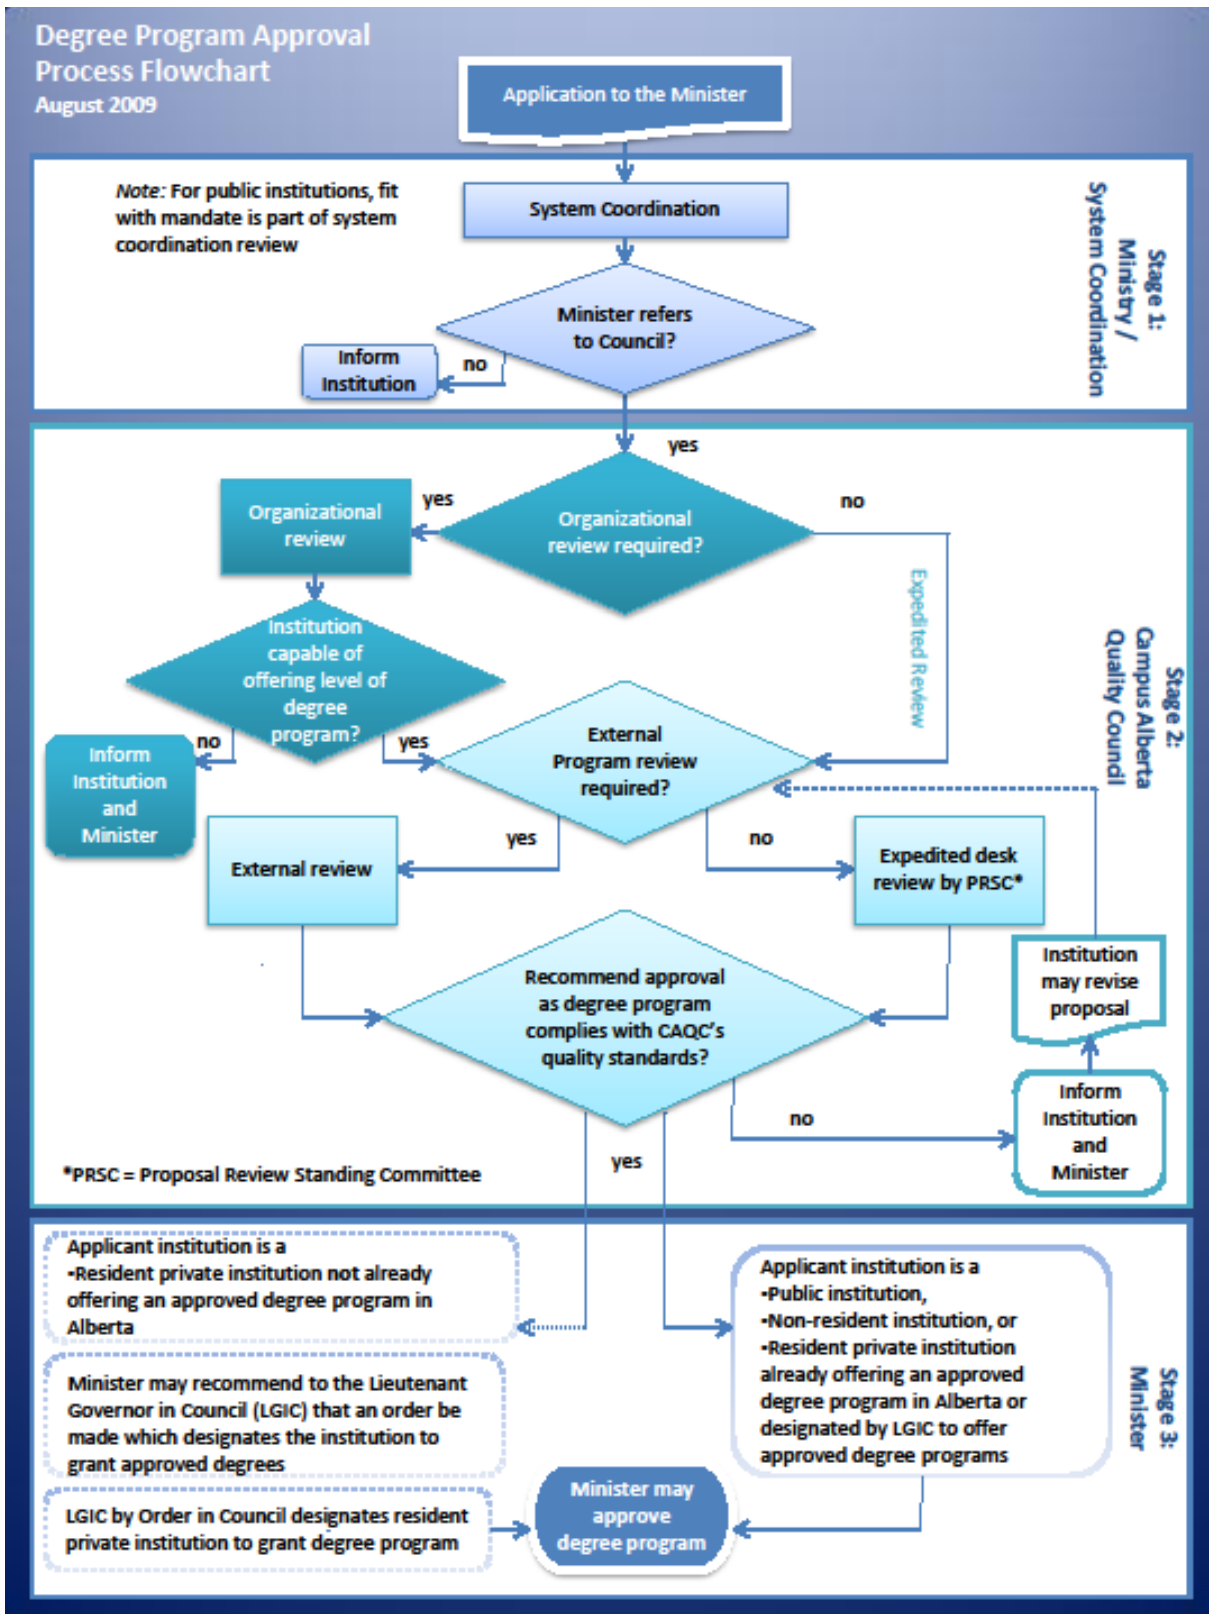 Degree Program Approval
Process Flowchart
August 2009
Application to the Minister
Note: For public institutions, fit
with mandate is part of system
coordination review
System Coordination
Stage 1:
Ministry /
System Coordination
Minister refers
to Council?
no
Inform
Institution
yes
Organizational
review required?
yes
no
Organizational
review
Expedited Review
Institution
capable of
offering level of
degree
program?
no
yes
Inform
Institution
and
Minister
External
Program review
required?
Stage 2:
Campus Alberta
Quality Council
yes
no
External review
Expedited desk
review by PRSC*
Recommend approval
as degree program
complies with CAQC's
quality standards?
Institution
may revise
proposal
no
Inform
Institution
and
Minister
yes
*PRSC = Proposal Review Standing Committee
Applicant institution is a
•Resident private institution not already
offering an approved degree program in
Alberta
Minister may recommend to the Lieutenant
Governor in Council (LGIC) that an order be
made which designates the institution to
grant approved degrees
LGIC by Order in Council designates resident
private institution to grant degree program
Applicant institution is a
•Public institution,
•Non-resident institution, or
•Resident private institution
already offering an approved
degree program in Alberta or
designated by LGIC to offer
approved degree programs
Stage 3:
Minister
Minister may
approve
degree program